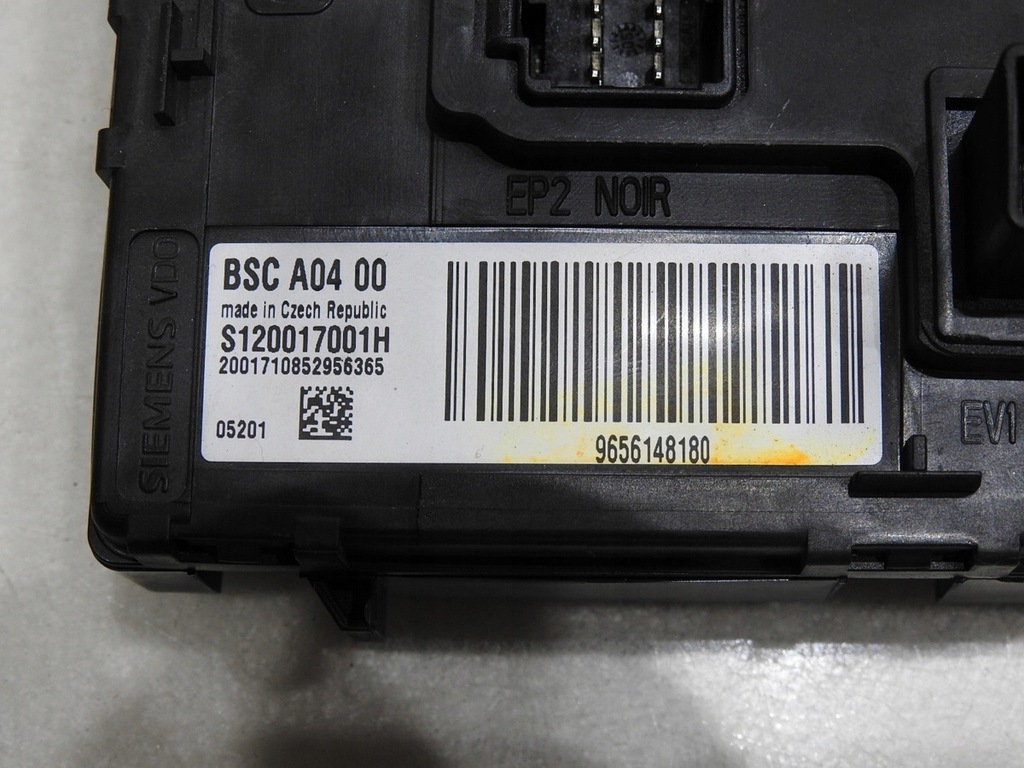 EP2 NOIR
SIEMENS VDO
BSC A04 00
made in Czech Republic
S120017001H
2001710852956365
05201
9656148180
EV1